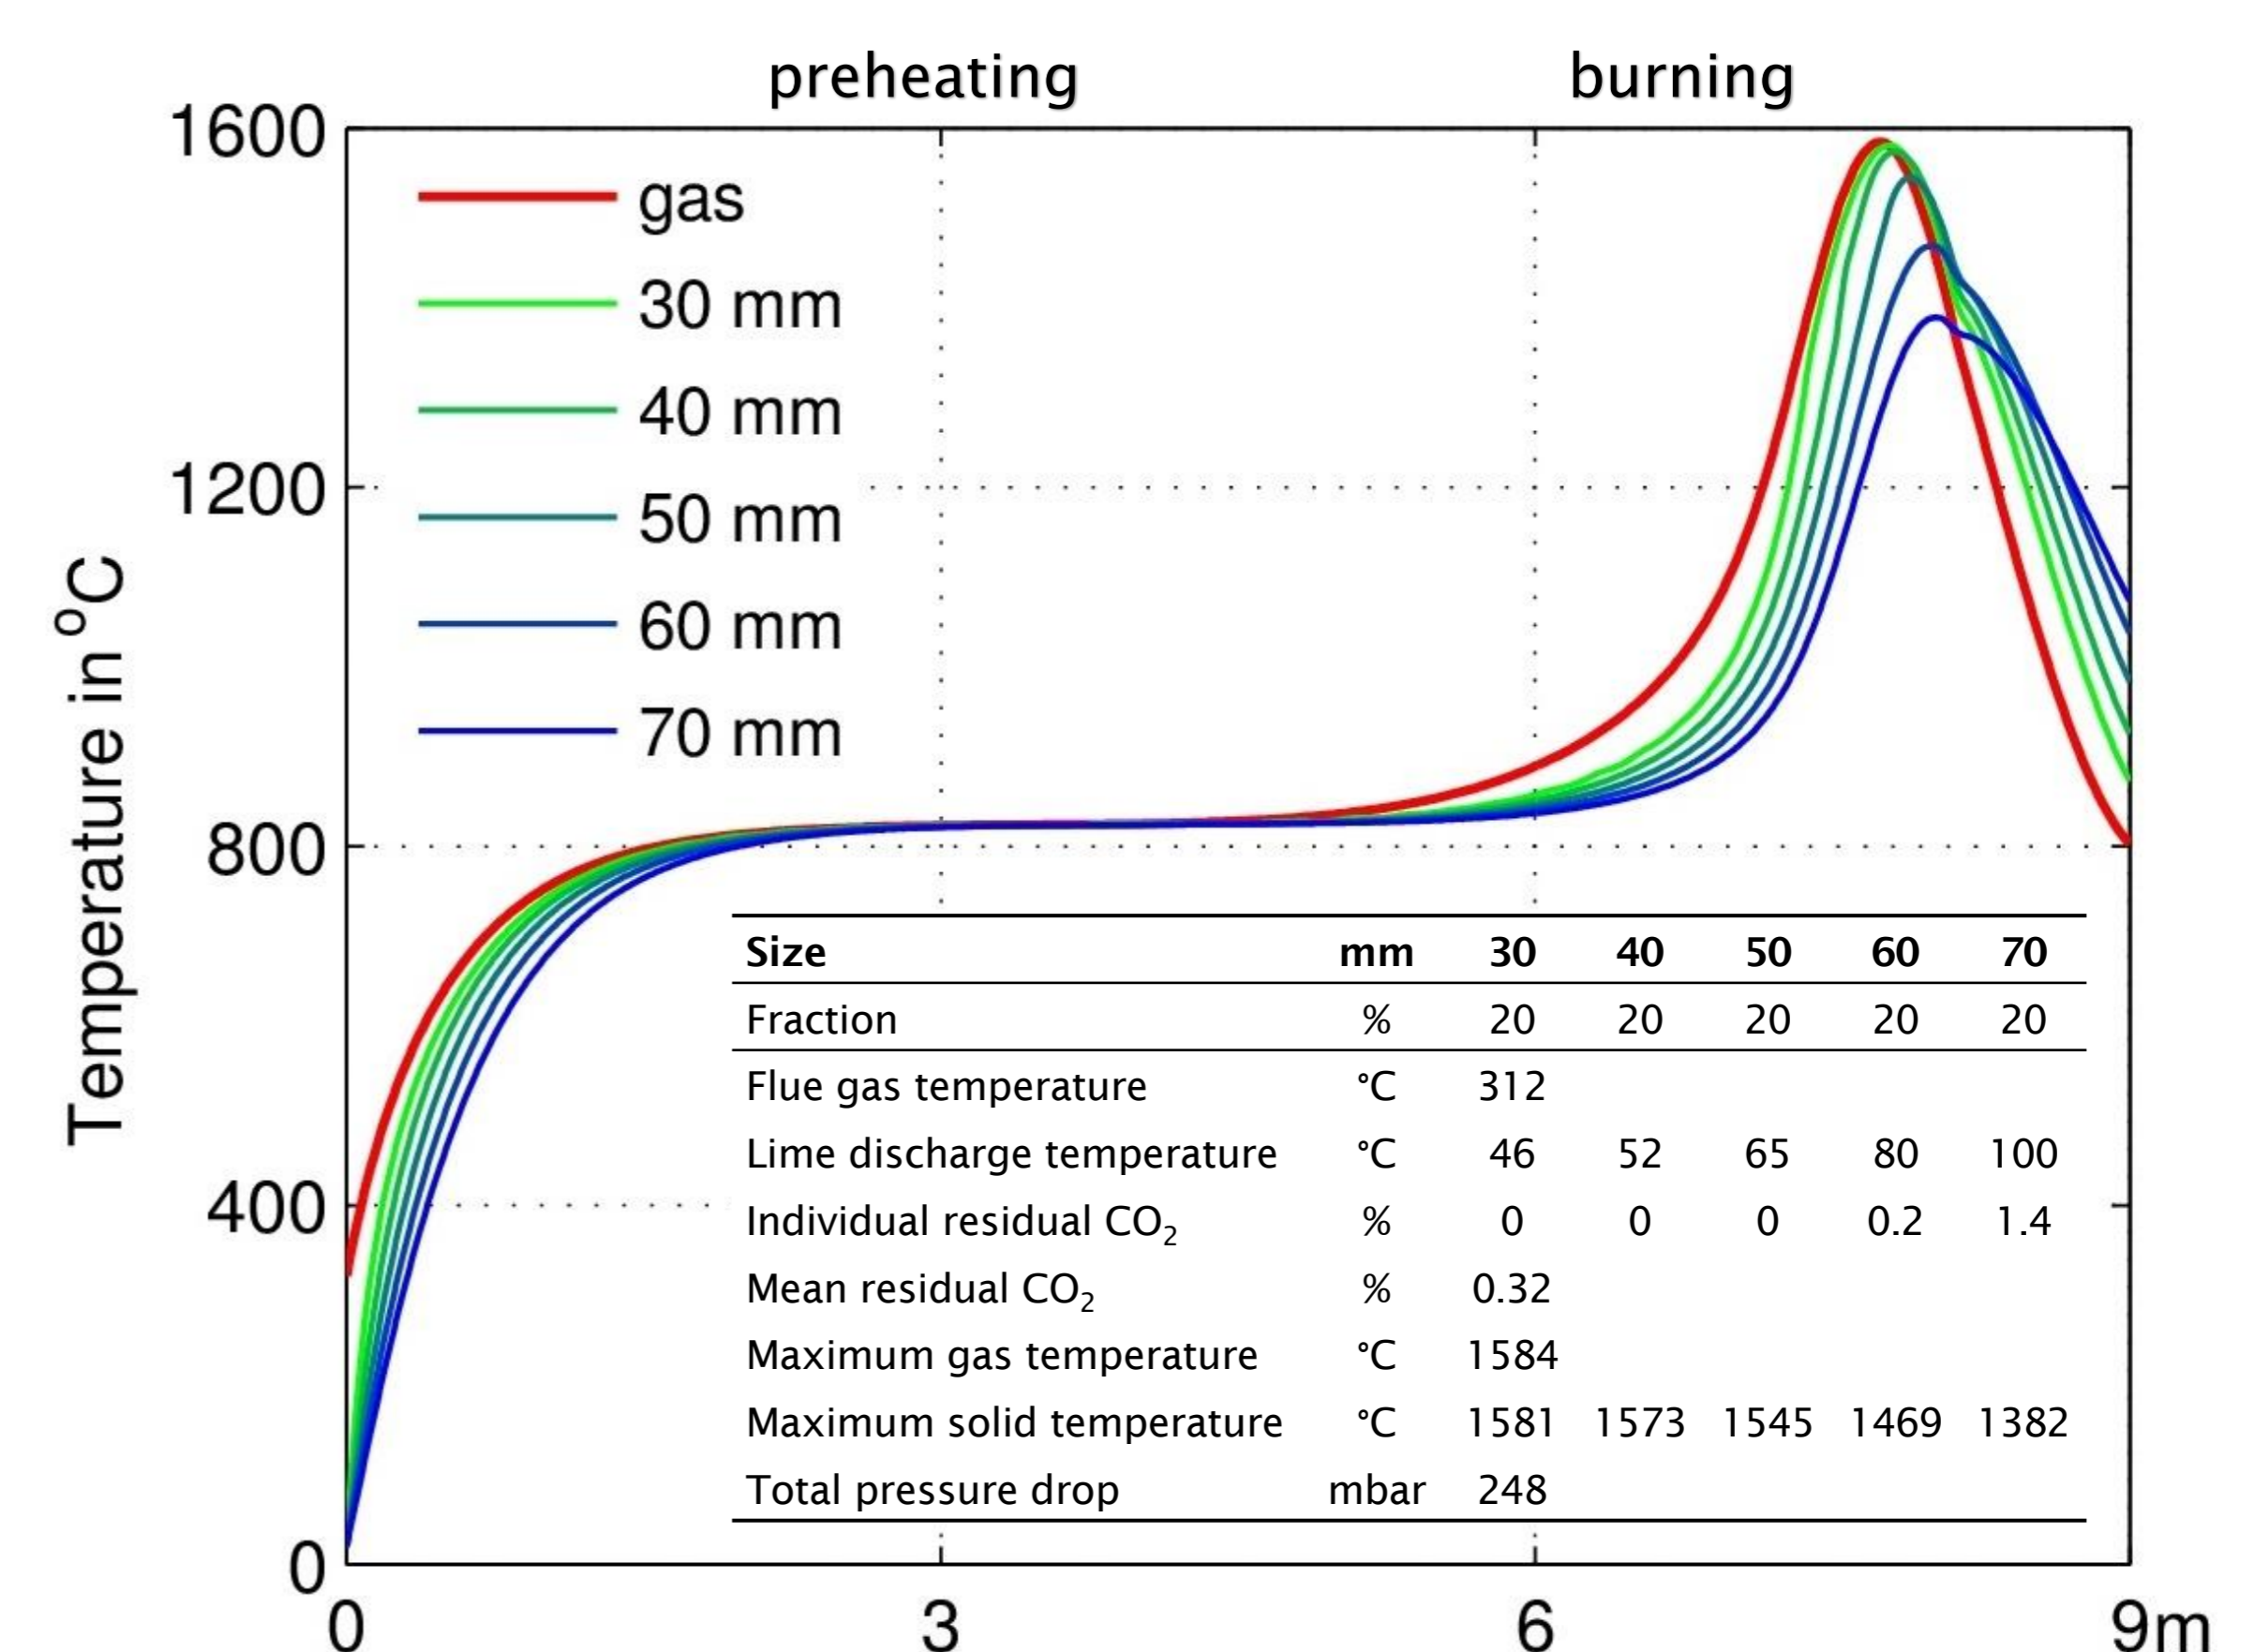 preheating burning
1600
gas
30 mm
40 mm
1200
50 mm
60 mm
70 mm
800
400
0
Temperature in °C
Size mm 30 40 50 60 70
Fraction % 20 20 20 20 20
Flue gas temperature °C 312
Lime discharge temperature °C 46 52 65 80 100
Individual residual CO₂ % 0 0 0 0.2 1.4
Mean residual CO₂ % 0.32
Maximum gas temperature °C 1584
Maximum solid temperature °C 1581 1573 1545 1469 1382
Total pressure drop mbar 248
0 3 6 9m